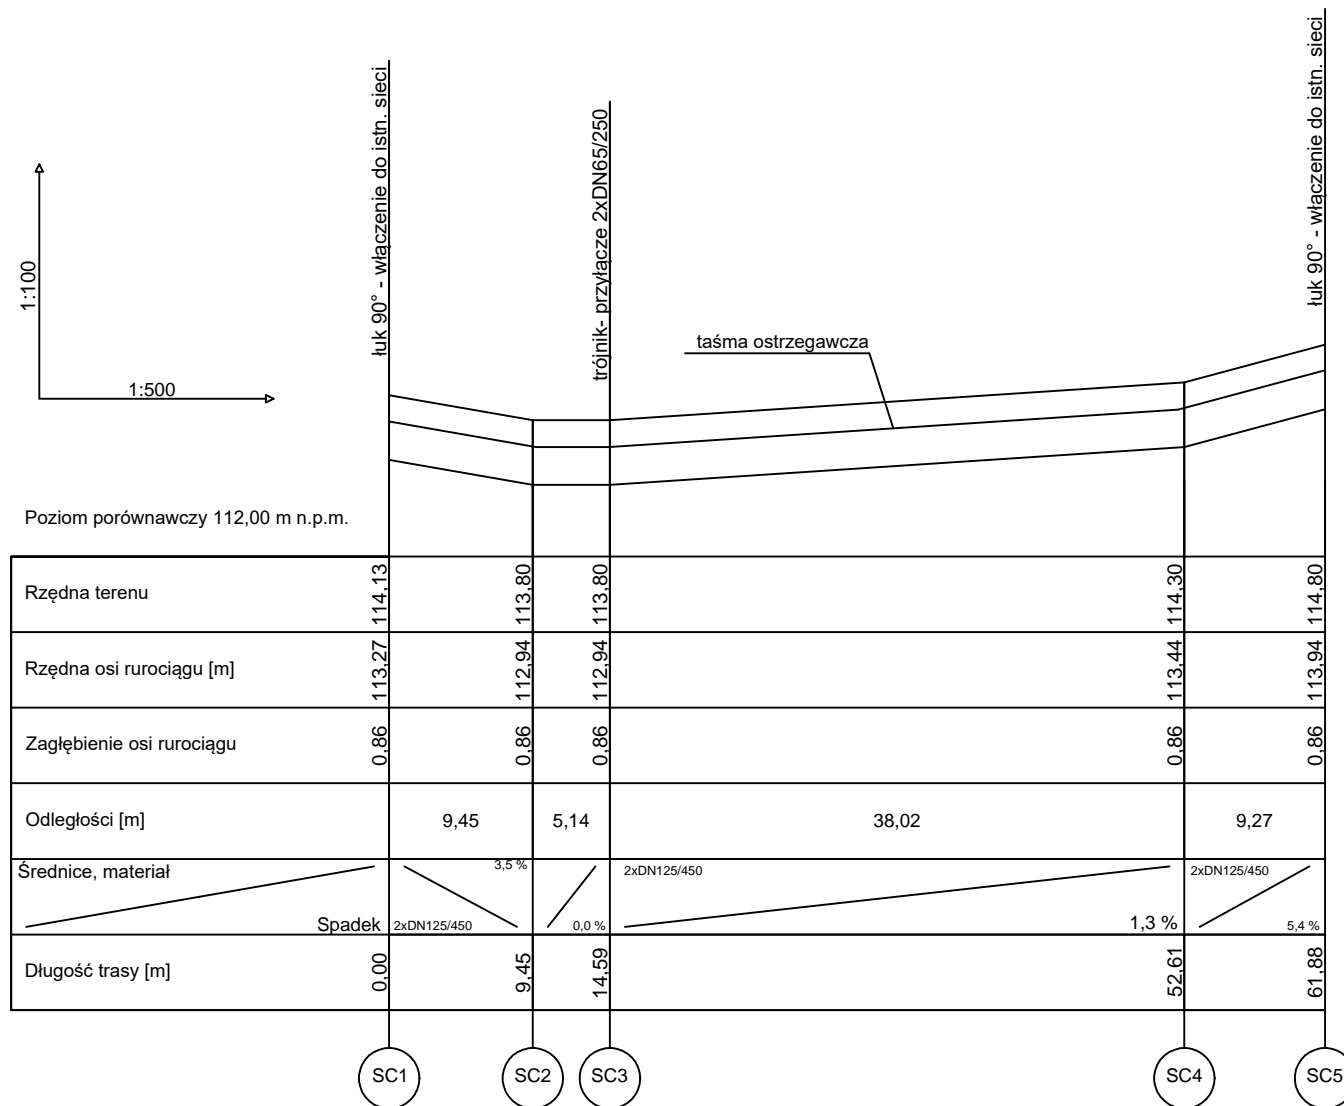 łuk 90° - włączenie do istn. sieci
trójnik- przyłącze 2xDN65/250
łuk 90° - włączenie do istn. sieci
1:100
1:500
taśma ostrzegawcza
Poziom porównawczy 112,00 m n.p.m.
Rzędna terenu 114,13 113,80 113,80 114,30 114,80
Rzędna osi rurociągu [m] 113,27 112,94 112,94 113,44 113,94
Zagłębienie osi rurociągu 0,86 0,86 0,86 0,86 0,86
Odległości [m] 9,45 5,14 38,02 9,27
Średnice, materiał 3,5 % 2xDN125/450 2xDN125/450
Spadek 2xDN125/450 0,0 % 1,3 % 5,4 %
Długość trasy [m] 0,00 9,45 14,59 52,61 61,88
SC1 SC2 SC3 SC4 SC5